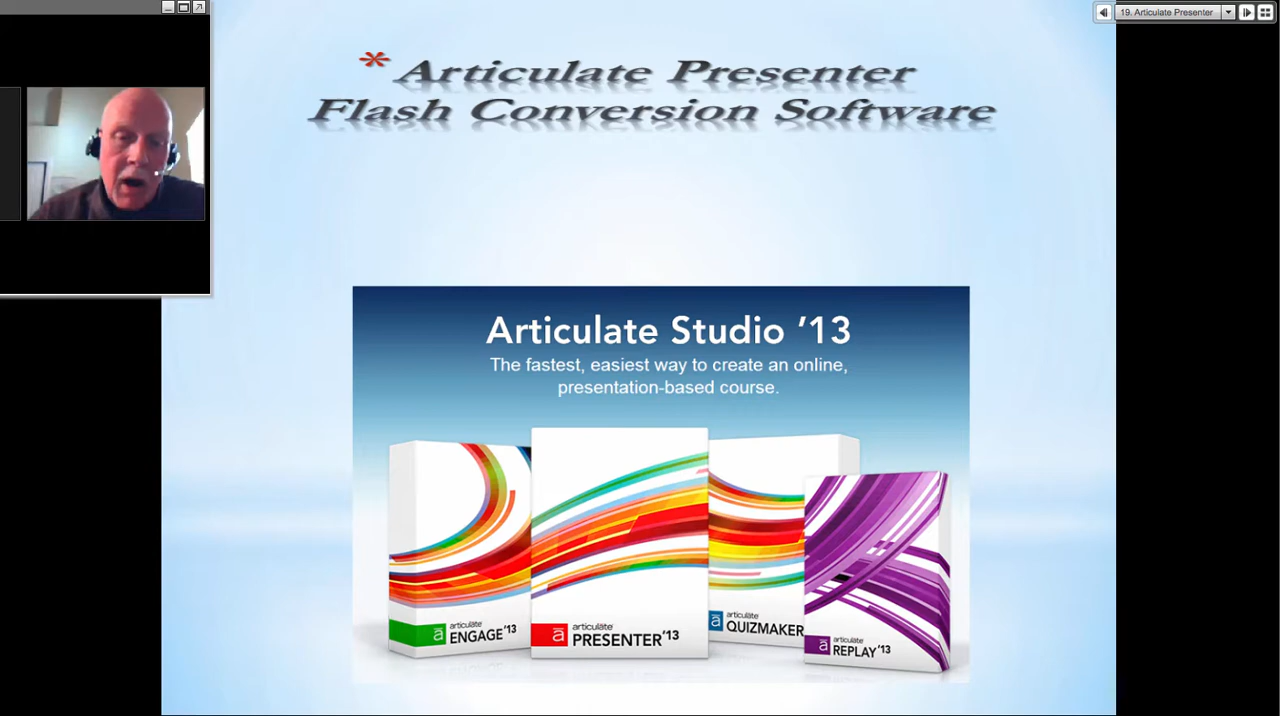 19. Articulate Presenter
* Articulate Presenter
Flash Conversion Software
Articulate Studio '13
The fastest, easiest way to create an online,
presentation-based course.
articulate
ENGAGE '13
articulate
PRESENTER '13
articulate
QUIZMAKER
articulate
REPLAY '13